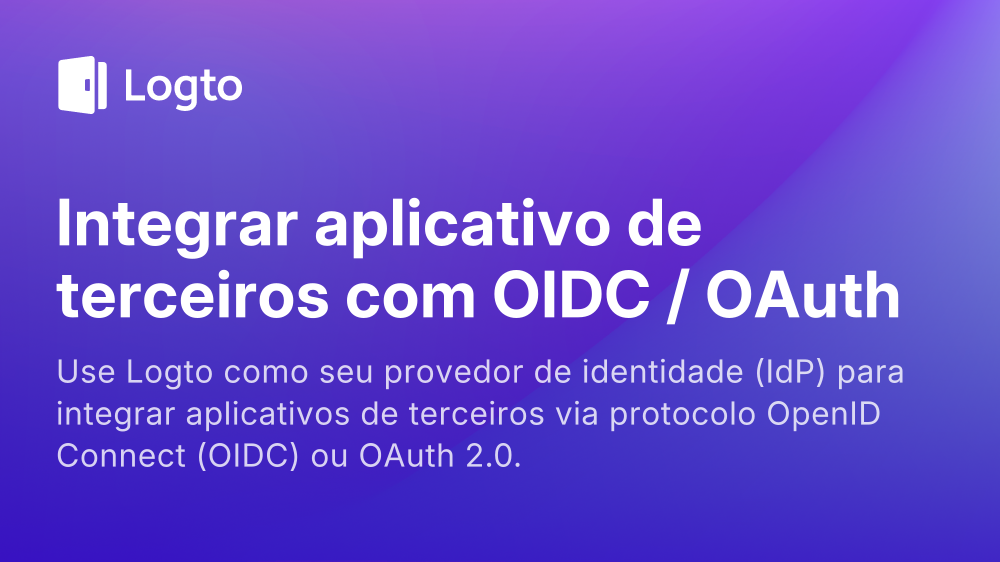 Logto
Integrar aplicativo de
terceiros com OIDC / OAuth
Use Logto como seu provedor de identidade (IdP) para
integrar aplicativos de terceiros via protocolo OpenID
Connect (OIDC) ou OAuth 2.0.